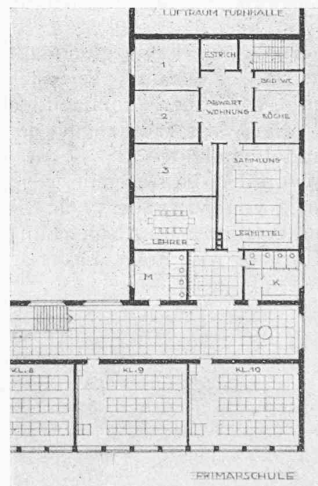 LUFTRAUM TURNHALLE
1
ESTRICH
BAD WC
2
ABWART
WOHNUNG
KÜCHE
3
SAMMLUNG
LEHRER
LERMITTEL
M
L
K
KL. 8
KL. 9
KL. 10
PRIMARSCHULE